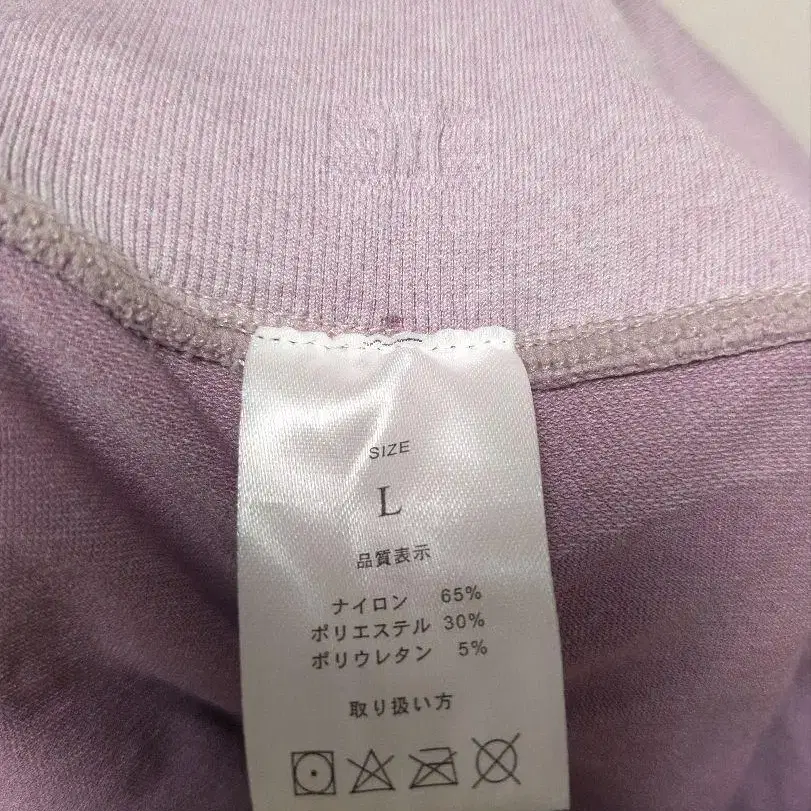 SIZE
L
品質表示
ナイロン 65%
ポリエステル 30%
ポリウレタン 5%
取り扱い方